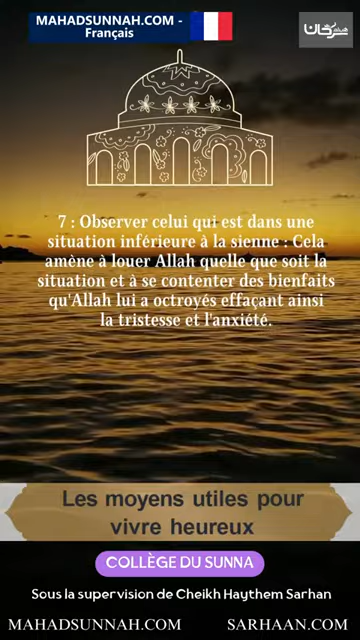 MAHADSUNNAH.COM -
Français
7 : Observer celui qui est dans une
situation inférieure à la sienne : Cela
amène à louer Allah quelle que soit la
situation et à se contenter des bienfaits
qu'Allah lui a octroyés effaçant ainsi
la tristesse et l'anxiété.
Les moyens utiles pour
vivre heureux
COLLÈGE DU SUNNA
Sous la supervision de Cheikh Haythem Sarhan
MAHADSUNNAH.COM SARHAAN.COM